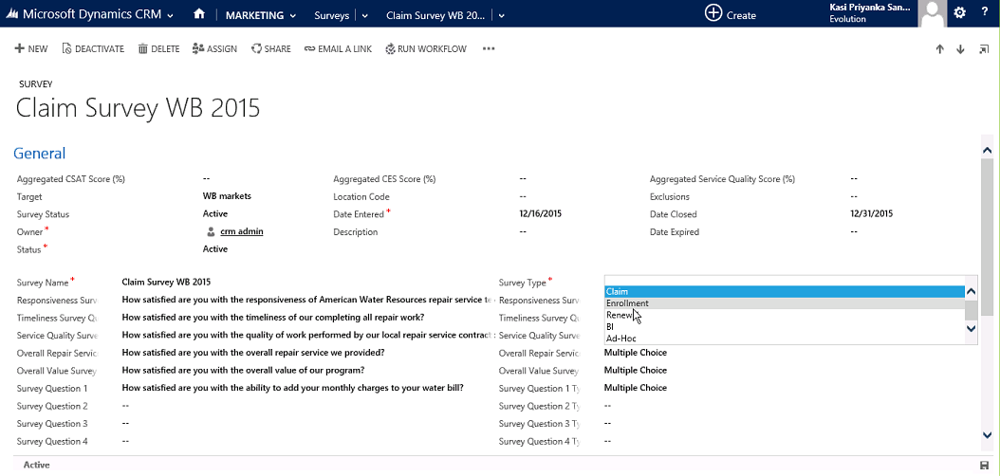 Microsoft Dynamics CRM MARKETING Surveys Claim Survey WB 20... Create Kasi Priyanka San...
Evolution
?
NEW DEACTIVATE DELETE ASSIGN SHARE EMAIL A LINK RUN WORKFLOW ...
SURVEY
Claim Survey WB 2015
General
Aggregated CSAT Score (%) -- Aggregated CES Score (%) -- Aggregated Service Quality Score (%) --
Target WB markets Location Code -- Exclusions --
Survey Status Active Date Entered * 12/16/2015 Date Closed 12/31/2015
Owner * crm admin Description -- Date Expired --
Status * Active
Survey Name * Claim Survey WB 2015 Survey Type *
Claim
Responsiveness Surve How satisfied are you with the responsiveness of American Water Resources repair service te Responsiveness Surve
Enrollment
Timeliness Survey Q How satisfied are you with the timeliness of our completing all repair work? Timeliness Survey Q
Renew
BI
Service Quality Surve How satisfied are you with the quality of work performed by our local repair service contract Service Quality Surve
Ad-Hoc
Overall Repair Servic How satisfied are you with the overall repair service we provided? Overall Repair Servic Multiple Choice
Overall Value Survey How satisfied are you with the overall value of our program? Overall Value Survey Multiple Choice
Survey Question 1 How satisfied are you with the ability to add your monthly charges to your water bill? Survey Question 1 Ty Multiple Choice
Survey Question 2 -- Survey Question 2 Ty --
Survey Question 3 -- Survey Question 3 Ty --
Survey Question 4 -- Survey Question 4 Ty --
Active